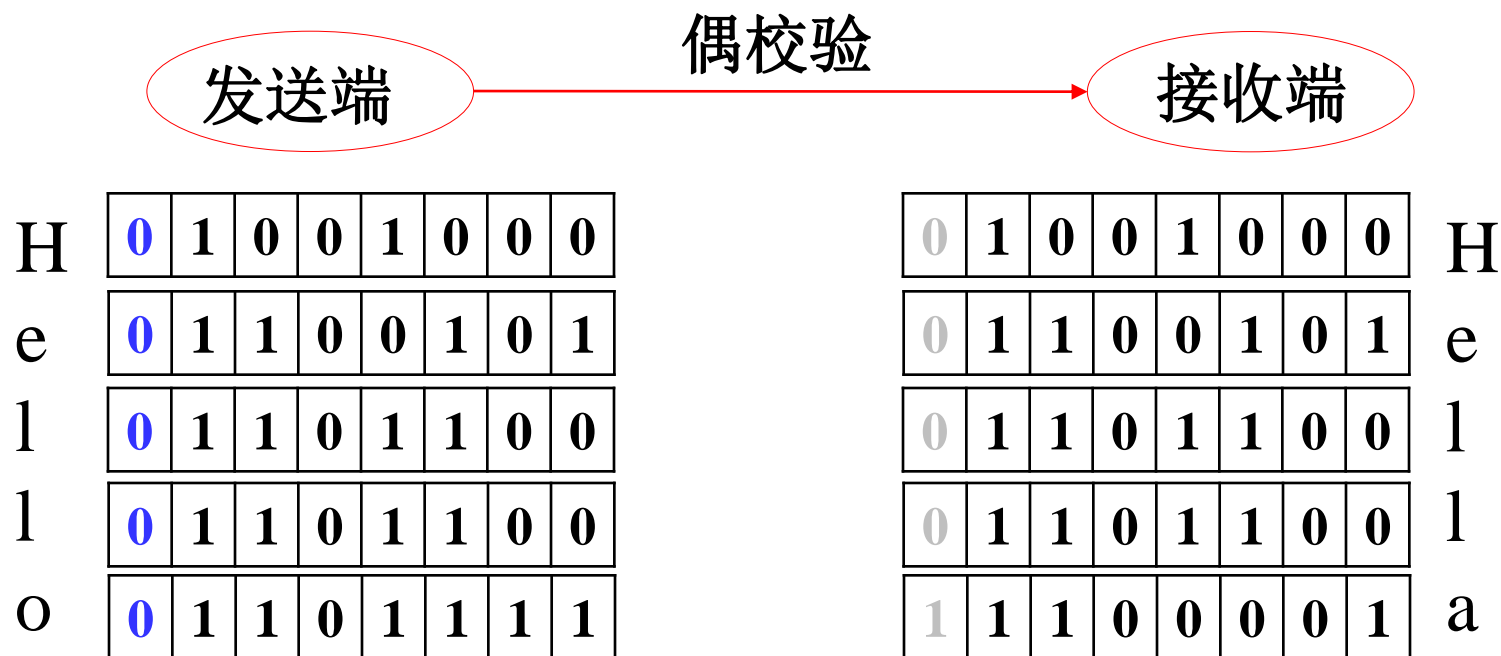 偶校验
发送端 接收端
H 0 1 0 0 1 0 0 0 0 1 0 0 1 0 0 0 H
e 0 1 1 0 0 1 0 1 0 1 1 0 0 1 0 1 e
l 0 1 1 0 1 1 0 0 0 1 1 0 1 1 0 0 l
l 0 1 1 0 1 1 0 0 0 1 1 0 1 1 0 0 l
o 0 1 1 0 1 1 1 1 1 1 1 0 0 0 0 1 a